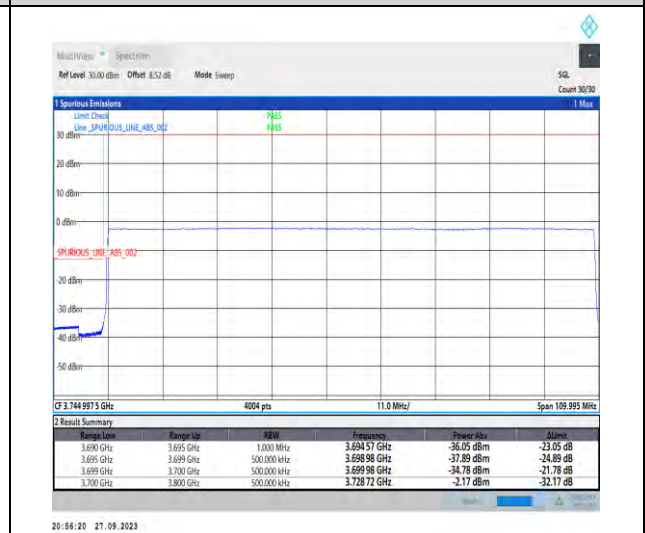 MultiView Spectrum
Ref Level 30.00 dBm Offset 8.52 dB Mode Sweep SGL
Count 30/30
1 Spurious Emissions 1 Max
Limit Check PASS
Line _SPURIOUS_LINE_ABS_002 PASS
30 dBm
20 dBm
10 dBm
0 dBm
_SPURIOUS_LINE_ABS_002
-20 dBm
-30 dBm
-40 dBm
-50 dBm
CF 3.744 997 5 GHz 4004 pts 11.0 MHz/ Span 109.995 MHz
2 Result Summary
Range Low Range Up RBW Frequency Power Abs ΔLimit
3.690 GHz 3.695 GHz 1.000 MHz 3.694 57 GHz -36.05 dBm -23.05 dB
3.695 GHz 3.699 GHz 500.000 kHz 3.698 98 GHz -37.89 dBm -24.89 dB
3.699 GHz 3.700 GHz 500.000 kHz 3.699 98 GHz -34.78 dBm -21.78 dB
3.700 GHz 3.800 GHz 500.000 kHz 3.728 72 GHz -2.17 dBm -32.17 dB
20:56:20 27.09.2023